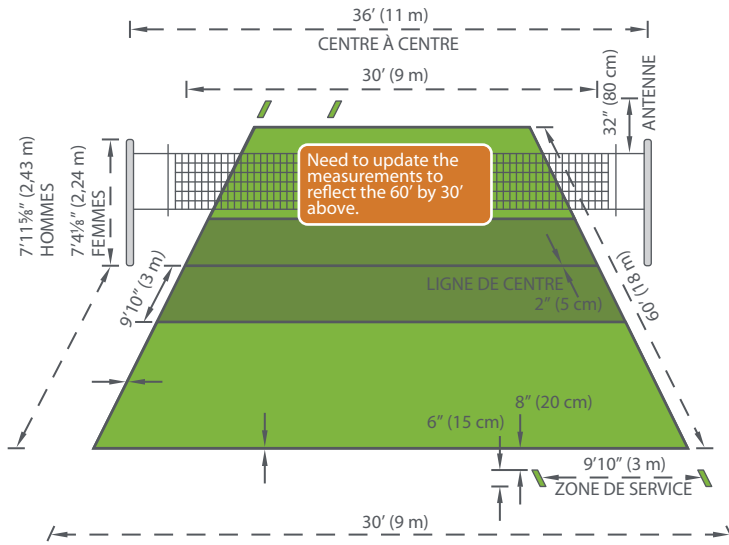 36' (11 m)
CENTRE À CENTRE
30' (9 m)
32" (80 cm)
ANTENNE
7'11⅝" (2,43 m)
HOMMES
7'4⅛" (2,24 m)
FEMMES
Need to update the
measurements to
reflect the 60' by 30'
above.
9'10" (3 m)
LIGNE DE CENTRE
2" (5 cm)
60' (18 m)
8" (20 cm)
6" (15 cm)
9'10" (3 m)
ZONE DE SERVICE
30' (9 m)